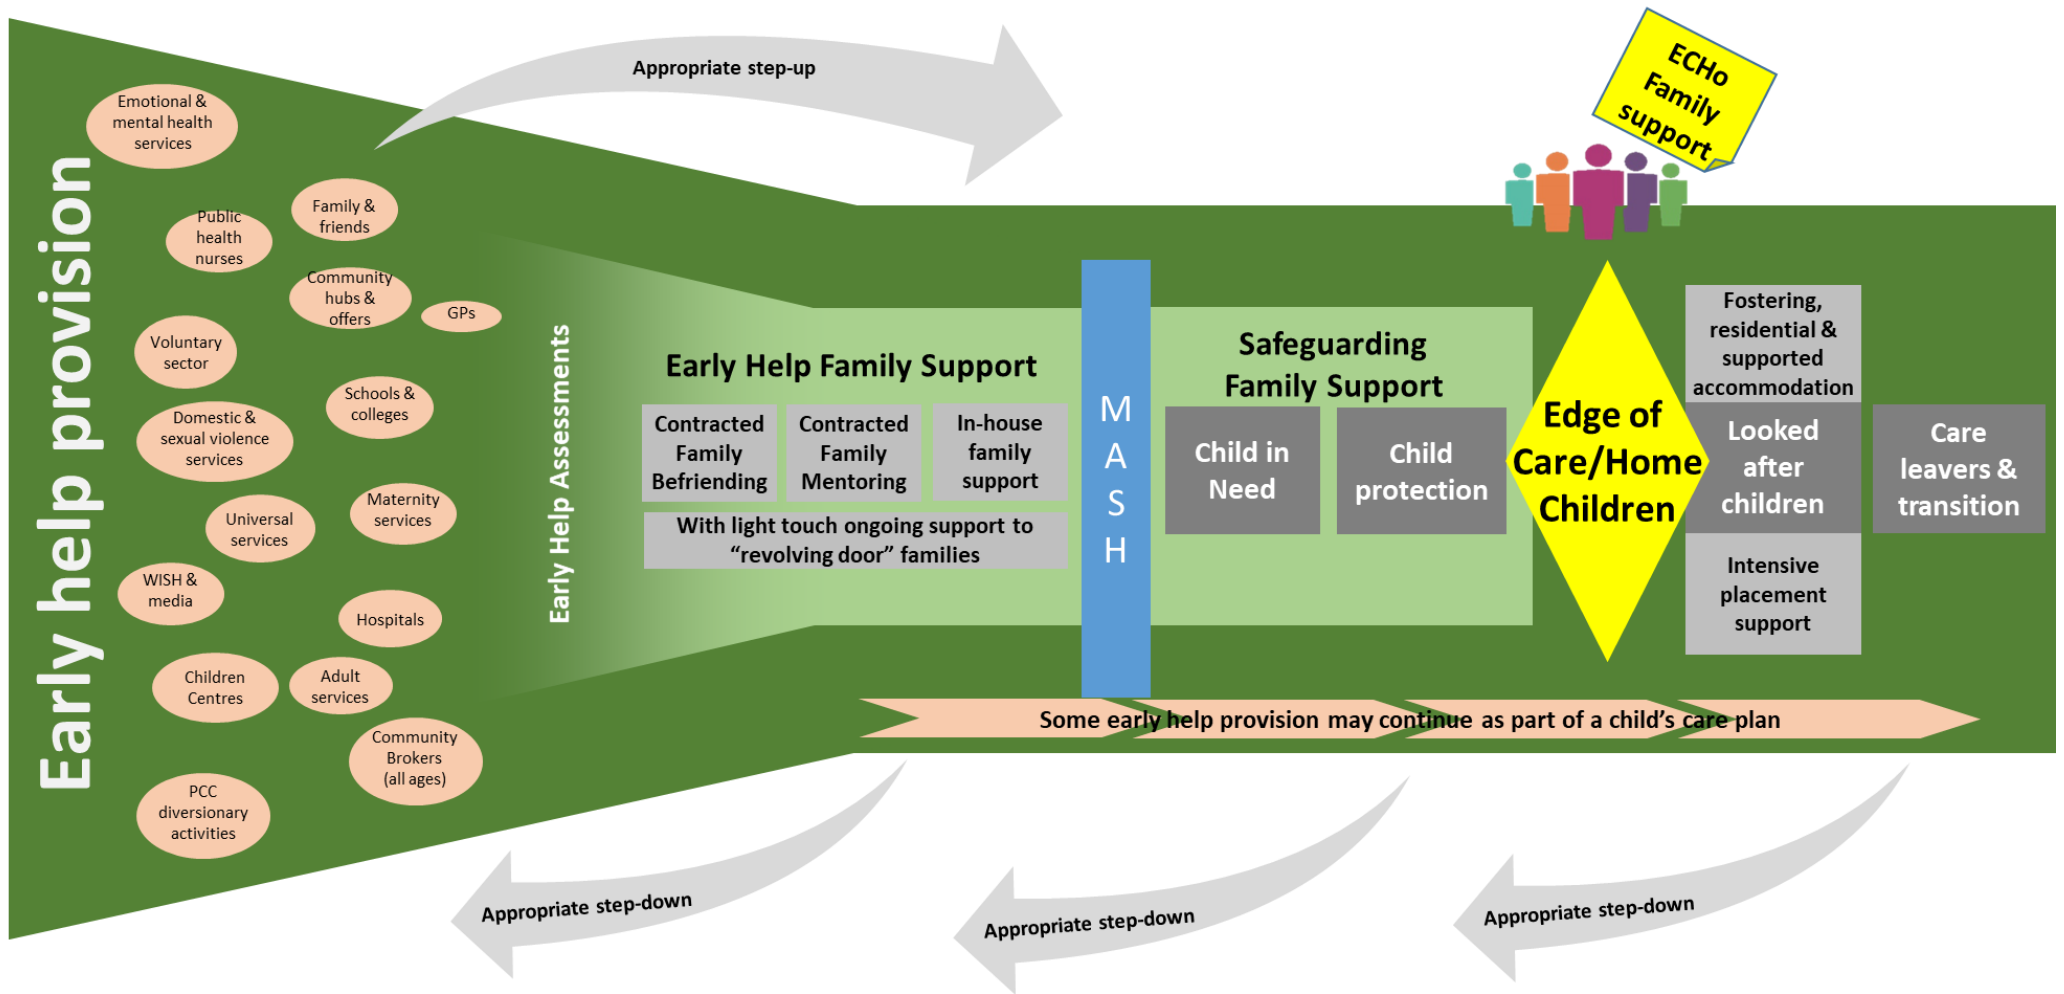 Early help provision
Emotional &
mental health
services
Public
health
nurses
Family &
friends
Community
hubs &
offers
GPs
Voluntary
sector
Schools &
colleges
Domestic &
sexual violence
services
Universal
services
Maternity
services
WISH &
media
Hospitals
Children
Centres
Adult
services
Community
Brokers
(all ages)
PCC
diversionary
activities
Appropriate step-up
Early Help Assessments
Early Help Family Support
Contracted
Family
Befriending
Contracted
Family
Mentoring
In-house
family
support
With light touch ongoing support to
“revolving door” families
M
A
S
H
Safeguarding
Family Support
Child in
Need
Child
protection
ECHo
Family
support
Edge of
Care/Home
Children
Fostering,
residential &
supported
accommodation
Looked
after
children
Intensive
placement
support
Care
leavers &
transition
Some early help provision may continue as part of a child’s care plan
Appropriate step-down
Appropriate step-down
Appropriate step-down